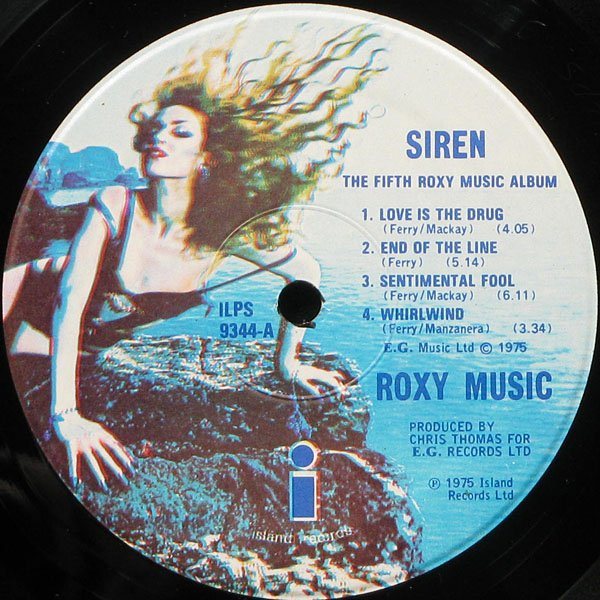 SIREN
THE FIFTH ROXY MUSIC ALBUM
1. LOVE IS THE DRUG
(Ferry/Mackay) (4.05)
2. END OF THE LINE
(Ferry) (5.14)
3. SENTIMENTAL FOOL
(Ferry/Mackay) (6.11)
4. WHIRLWIND
(Ferry/Manzanera) (3.34)
E.G. Music Ltd © 1975
ILPS
9344-A
ROXY MUSIC
PRODUCED BY
CHRIS THOMAS FOR
E.G. RECORDS LTD
℗ 1975 Island
Records Ltd
i
island records